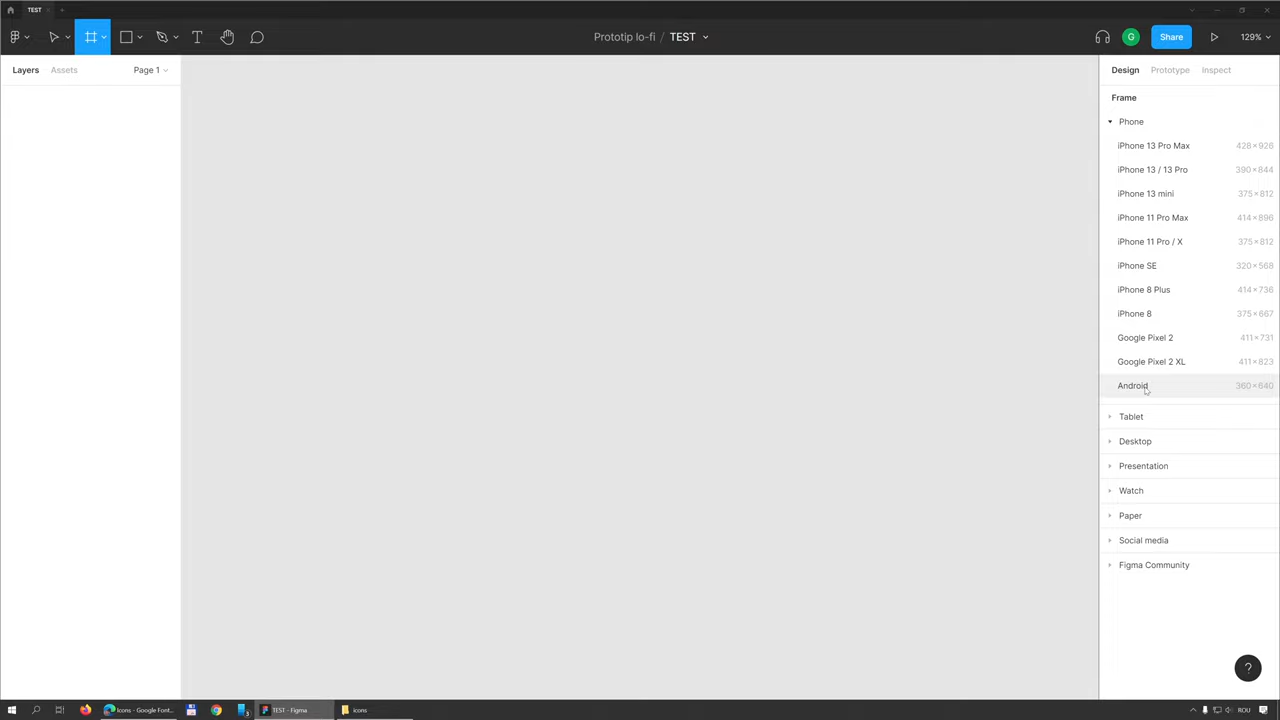 TEST
Prototip lo-fi / TEST
G
Share
129%
Layers
Assets
Page 1
Design
Prototype
Inspect
Frame
Phone
iPhone 13 Pro Max 428×926
iPhone 13 / 13 Pro 390×844
iPhone 13 mini 375×812
iPhone 11 Pro Max 414×896
iPhone 11 Pro / X 375×812
iPhone SE 320×568
iPhone 8 Plus 414×736
iPhone 8 375×667
Google Pixel 2 411×731
Google Pixel 2 XL 411×823
Android 360×640
Tablet
Desktop
Presentation
Watch
Paper
Social media
Figma Community
?
Icons - Google Font...
TEST - Figma
icons
ROU